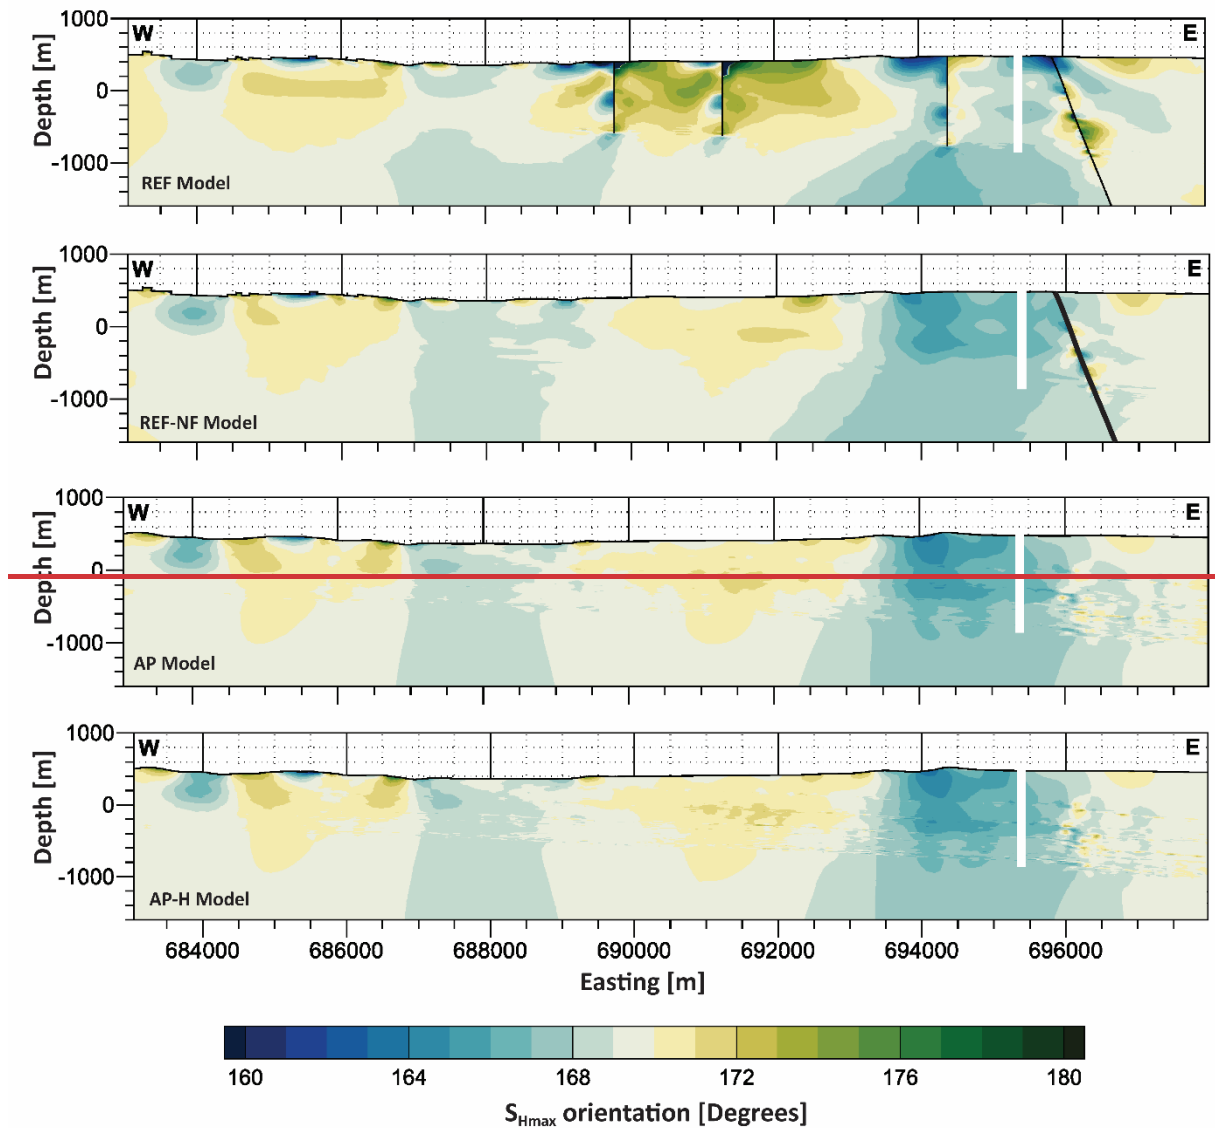 1000
W
E
Depth [m]
0
-1000
REF Model
1000
W
E
Depth [m]
0
-1000
REF-NF Model
1000
W
E
Depth [m]
0
-1000
AP Model
1000
W
E
Depth [m]
0
-1000
AP-H Model
684000 686000 688000 690000 692000 694000 696000
Easting [m]
160 164 168 172 176 180
SHmax orientation [Degrees]